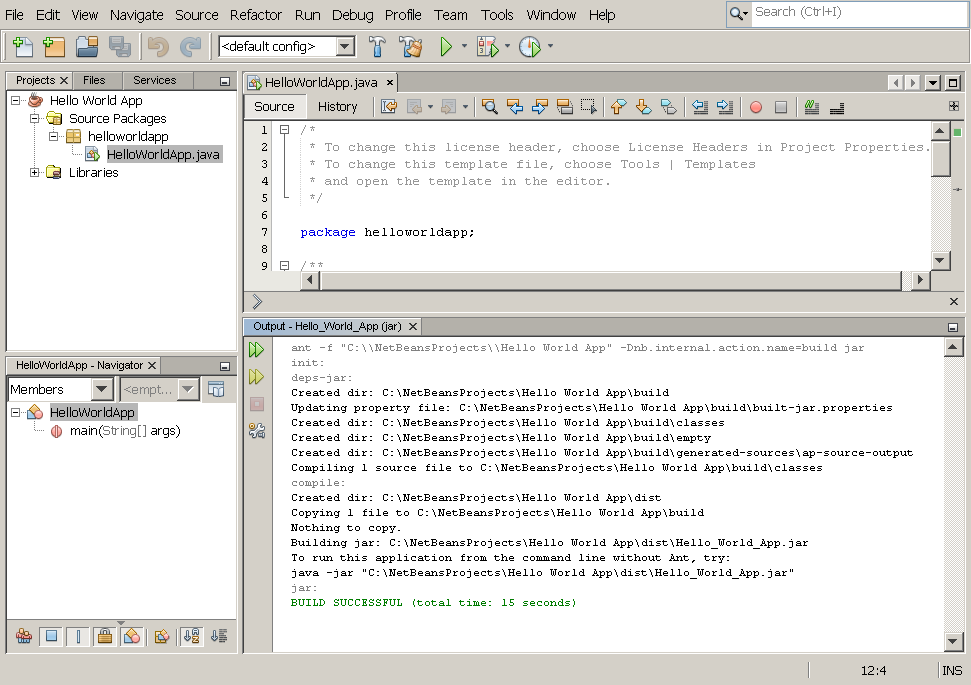 File Edit View Navigate Source Refactor Run Debug Profile Team Tools Window Help
Search (Ctrl+I)
<default config>
Projects Files Services
Hello World App
Source Packages
helloworldapp
HelloWorldApp.java
Libraries
HelloWorldApp.java
Source History
1 /*
2 * To change this license header, choose License Headers in Project Properties.
3 * To change this template file, choose Tools | Templates
4 * and open the template in the editor.
5 */
6
7 package helloworldapp;
8
9 /**
HelloWorldApp - Navigator
Members <empt...
HelloWorldApp
main(String[] args)
Output - Hello_World_App (jar)
ant -f "C:\\NetBeansProjects\\Hello World App" -Dnb.internal.action.name=build jar
init:
deps-jar:
Created dir: C:\NetBeansProjects\Hello World App\build
Updating property file: C:\NetBeansProjects\Hello World App\build\built-jar.properties
Created dir: C:\NetBeansProjects\Hello World App\build\classes
Created dir: C:\NetBeansProjects\Hello World App\build\empty
Created dir: C:\NetBeansProjects\Hello World App\build\generated-sources\ap-source-output
Compiling 1 source file to C:\NetBeansProjects\Hello World App\build\classes
compile:
Created dir: C:\NetBeansProjects\Hello World App\dist
Copying 1 file to C:\NetBeansProjects\Hello World App\build
Nothing to copy.
Building jar: C:\NetBeansProjects\Hello World App\dist\Hello_World_App.jar
To run this application from the command line without Ant, try:
java -jar "C:\NetBeansProjects\Hello World App\dist\Hello_World_App.jar"
jar:
BUILD SUCCESSFUL (total time: 15 seconds)
12:4 INS